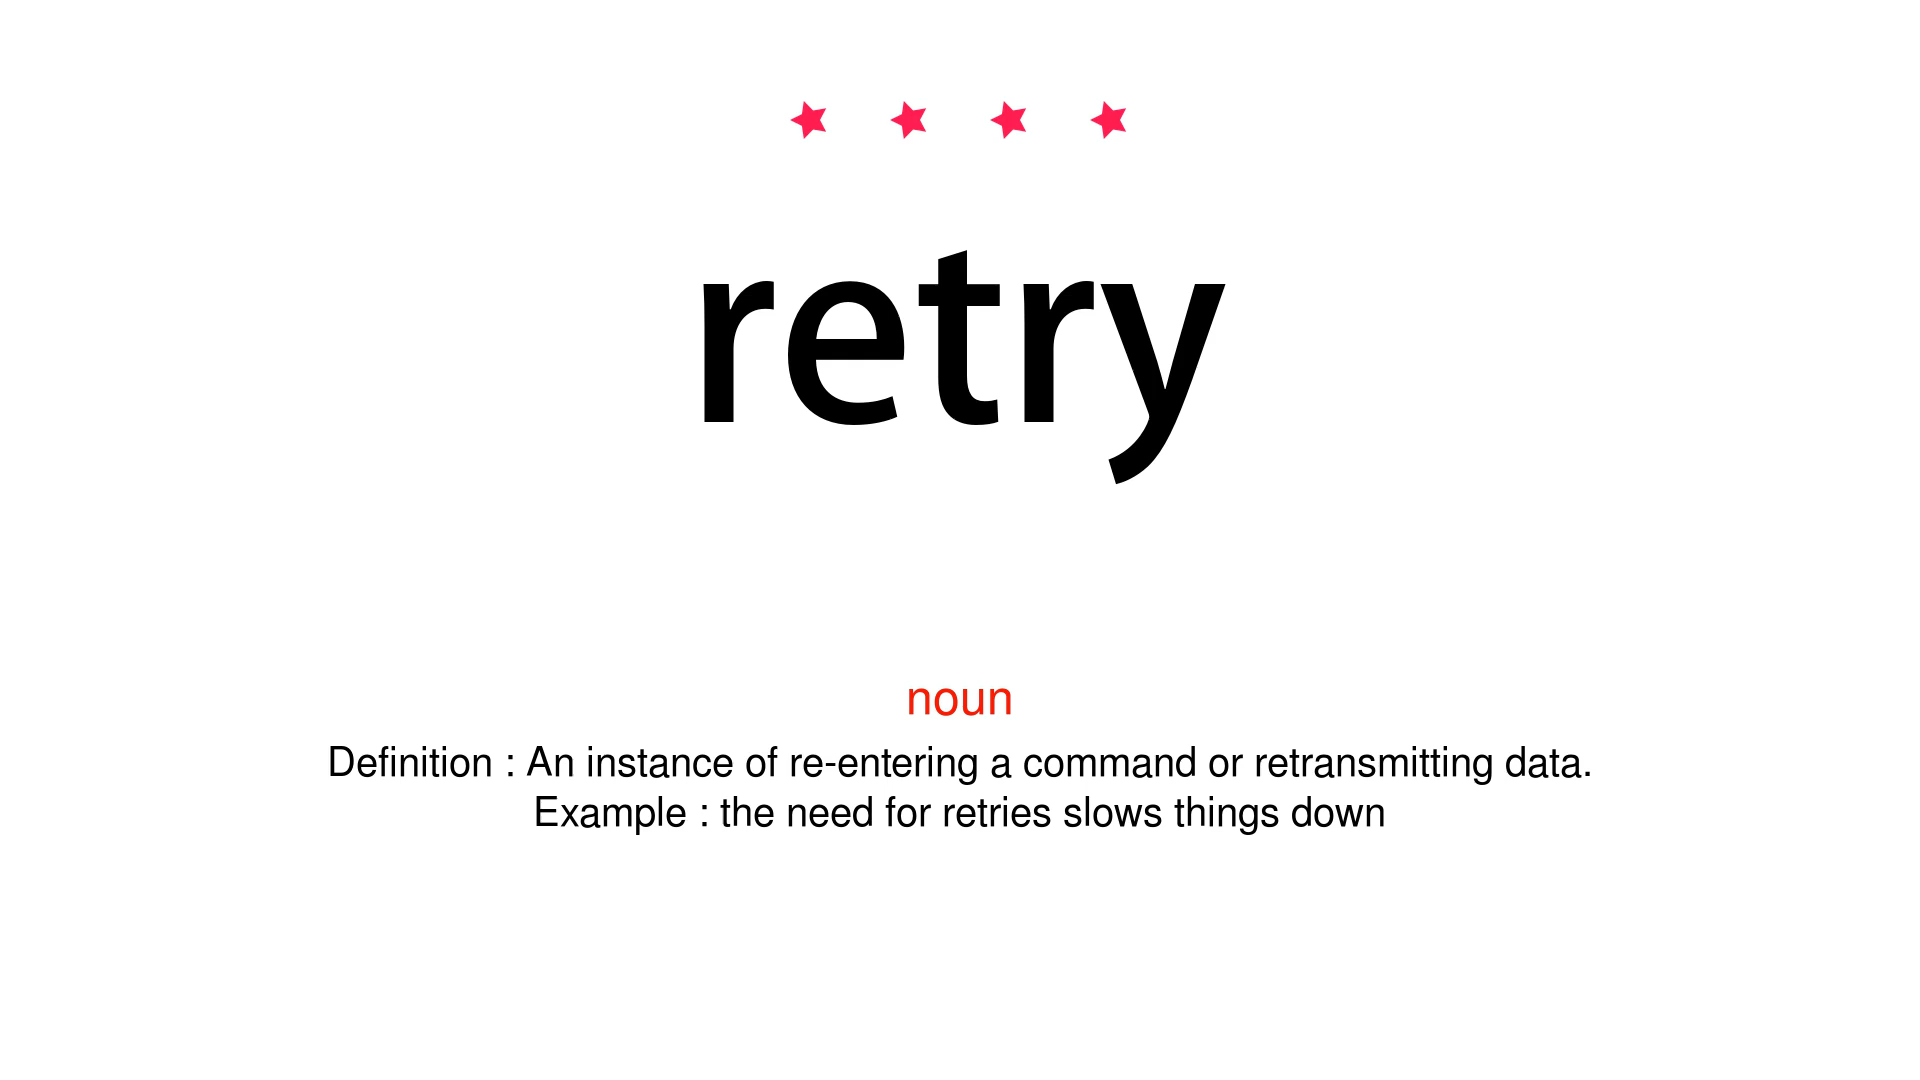 retry
noun
Definition : An instance of re-entering a command or retransmitting data.
Example : the need for retries slows things down